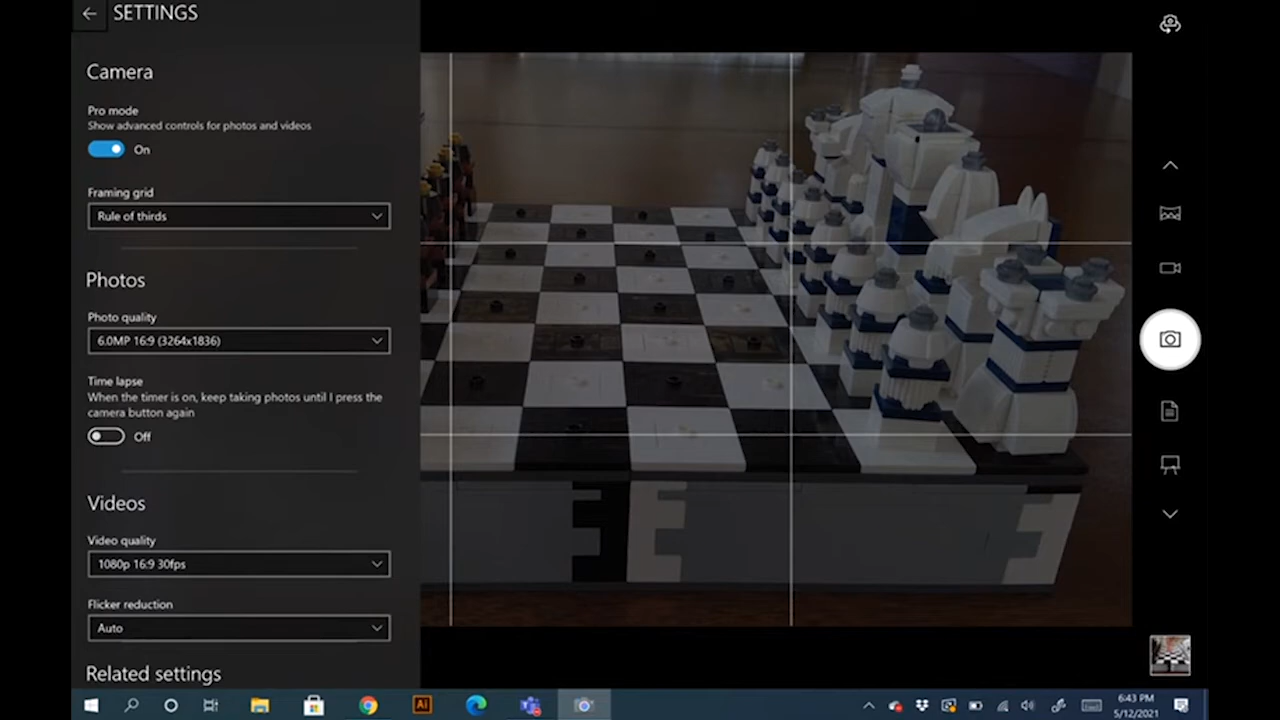 SETTINGS
Camera
Pro mode
Show advanced controls for photos and videos
On
Framing grid
Rule of thirds
Photos
Photo quality
6.0MP 16:9 (3264x1836)
Time lapse
When the timer is on, keep taking photos until I press the
camera button again
Off
Videos
Video quality
1080p 16:9 30fps
Flicker reduction
Auto
Related settings
Ai
6:43 PM
5/12/2021